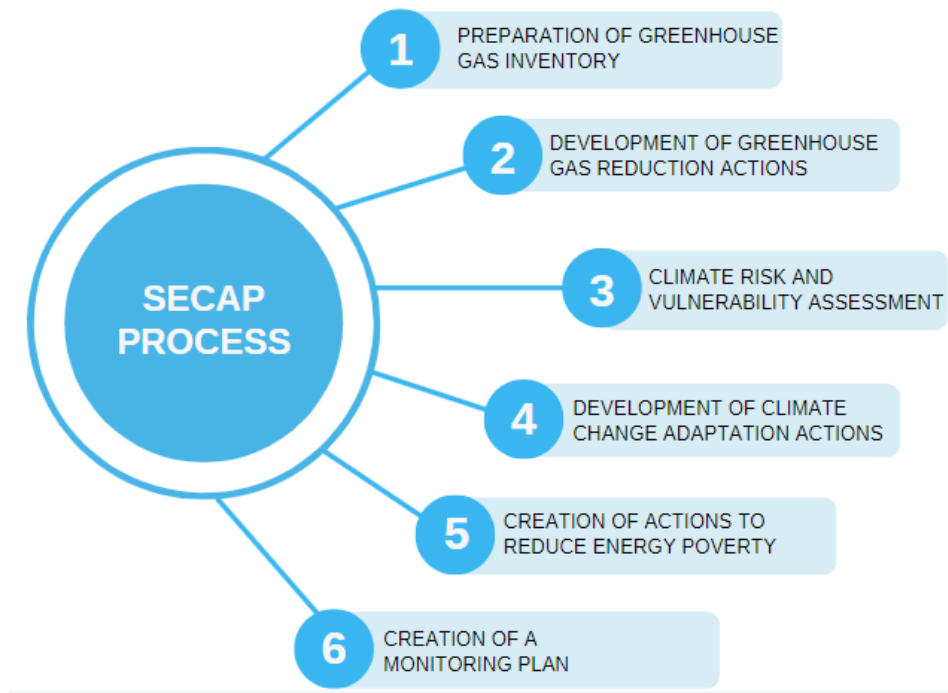 SECAP
PROCESS
1
PREPARATION OF GREENHOUSE
GAS INVENTORY
2
DEVELOPMENT OF GREENHOUSE
GAS REDUCTION ACTIONS
3
CLIMATE RISK AND
VULNERABILITY ASSESSMENT
4
DEVELOPMENT OF CLIMATE
CHANGE ADAPTATION ACTIONS
5
CREATION OF ACTIONS TO
REDUCE ENERGY POVERTY
6
CREATION OF A
MONITORING PLAN